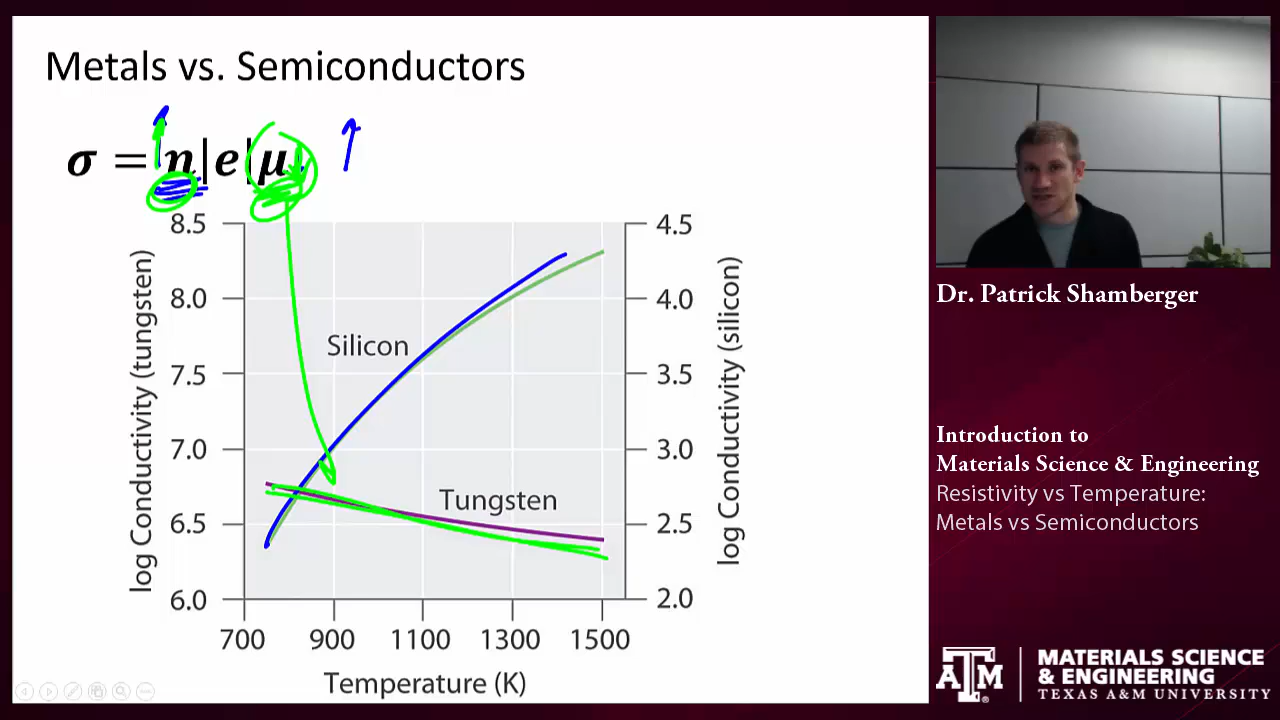 Metals vs. Semiconductors
σ = n|e|μ
8.5
8.0
7.5
7.0
6.5
6.0
log Conductivity (tungsten)
4.5
4.0
3.5
3.0
2.5
2.0
log Conductivity (silicon)
Silicon
Tungsten
700 900 1100 1300 1500
Temperature (K)
Dr. Patrick Shamberger
Introduction to
Materials Science & Engineering
Resistivity vs Temperature:
Metals vs Semiconductors
ATM
MATERIALS SCIENCE
& ENGINEERING
TEXAS A&M UNIVERSITY